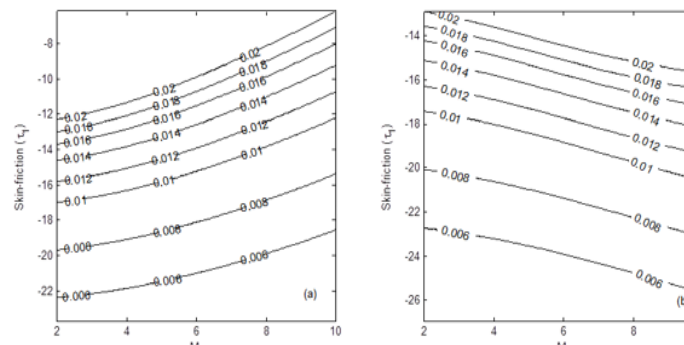 Skin-friction (τ₁)
-6
-8
-10
-12
-14
-16
-18
-20
-22
0.02 0.02 0.02
0.018 0.018 0.018
0.016 0.016 0.016
0.014 0.014 0.014
0.012 0.012 0.012
0.01 0.01 0.01
0.008 0.008 0.008
0.006 0.006 0.006
(a)
2 4 6 8 10
Skin-friction (τ₁)
-14
-16
-18
-20
-22
-24
-26
0.02 0.02
0.018 0.018
0.016 0.016
0.014 0.014
0.012 0.012
0.01 0.01
0.008 0.008
0.006 0.006
(b
2 4 6 8